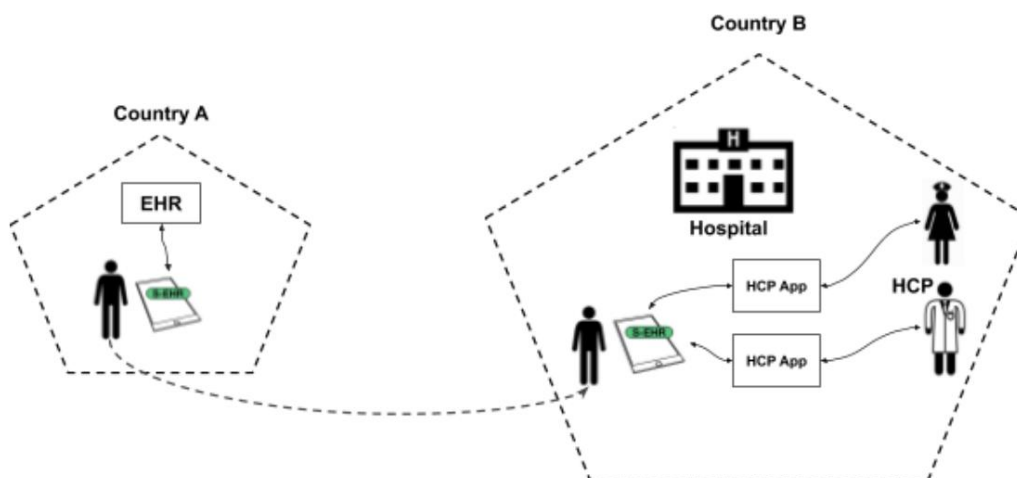 Country B
Country A
EHR
S-EHR
H
Hospital
HCP App
HCP
S-EHR
HCP App